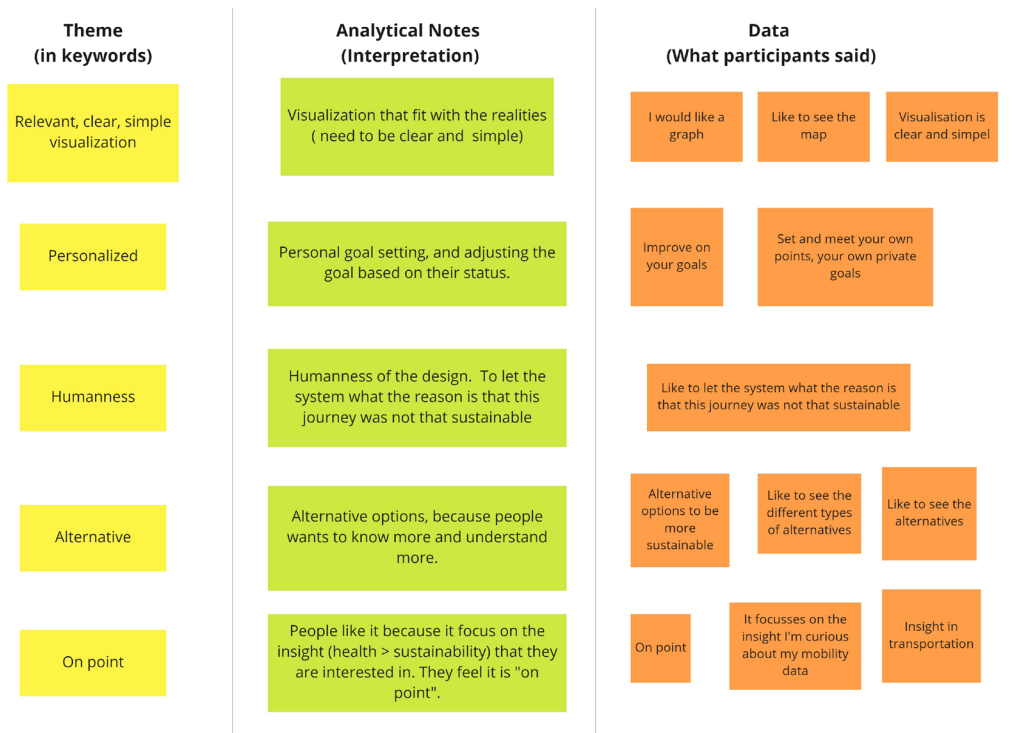 Theme
(in keywords)
Analytical Notes
(Interpretation)
Data
(What participants said)
Relevant, clear, simple
visualization
Visualization that fit with the realities
( need to be clear and  simple)
I would like a
graph
Like to see the
map
Visualisation is
clear and simpel
Personalized
Personal goal setting, and adjusting the
goal based on their status.
Improve on
your goals
Set and meet your own
points, your own private
goals
Humanness
Humanness of the design.  To let the
system what the reason is that this
journey was not that sustainable
Like to let the system what the reason is
that this journey was not that sustainable
Alternative
Alternative options, because people
wants to know more and understand
more.
Alternative
options to be
more
sustainable
Like to see the
different types
of alternatives
Like to see the
alternatives
On point
People like it because it focus on the
insight (health > sustainability) that they
are interested in. They feel it is "on
point".
On point
It focusses on the
insight I'm curious
about my mobility
data
Insight in
transportation